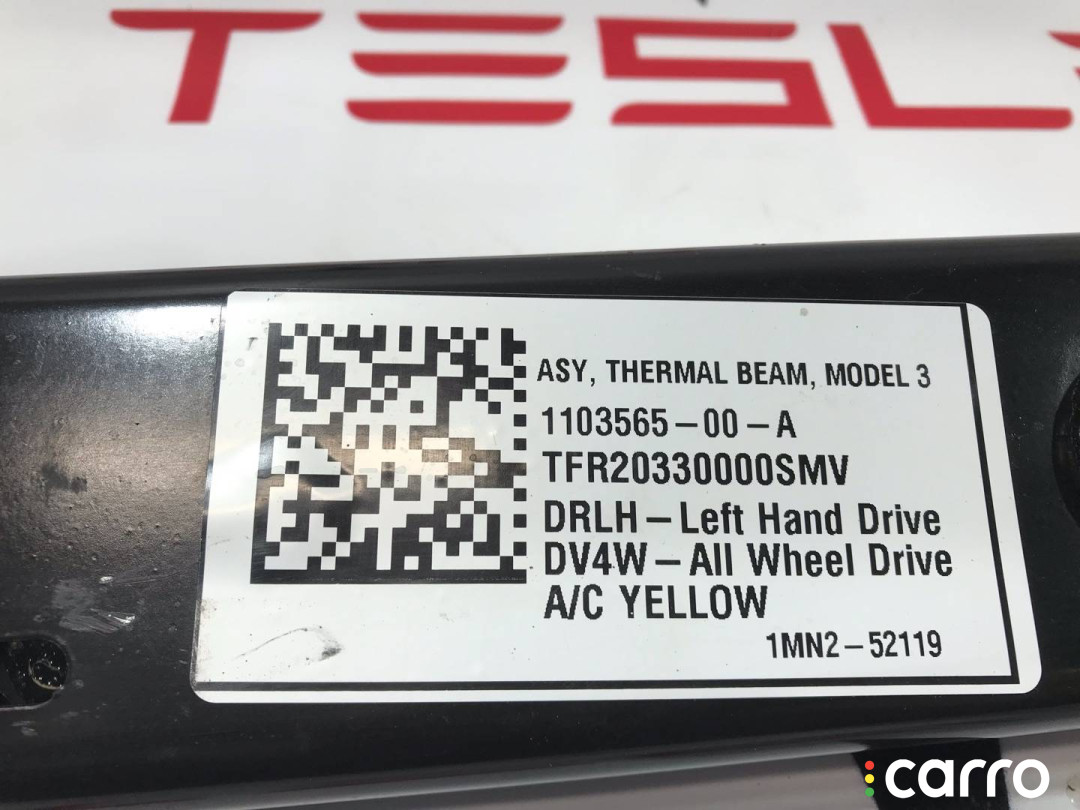 TESL
ASY, THERMAL BEAM, MODEL 3
1103565-00-A
TFR20330000SMV
DRLH-Left Hand Drive
DV4W-All Wheel Drive
A/C YELLOW
1MN2-52119
carro